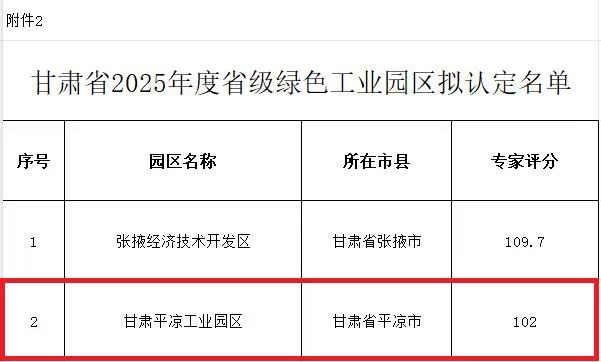 附件2
甘肃省2025年度省级绿色工业园区拟认定名单
序号 园区名称 所在市县 专家评分
1 张掖经济技术开发区 甘肃省张掖市 109.7
2 甘肃平凉工业园区 甘肃省平凉市 102